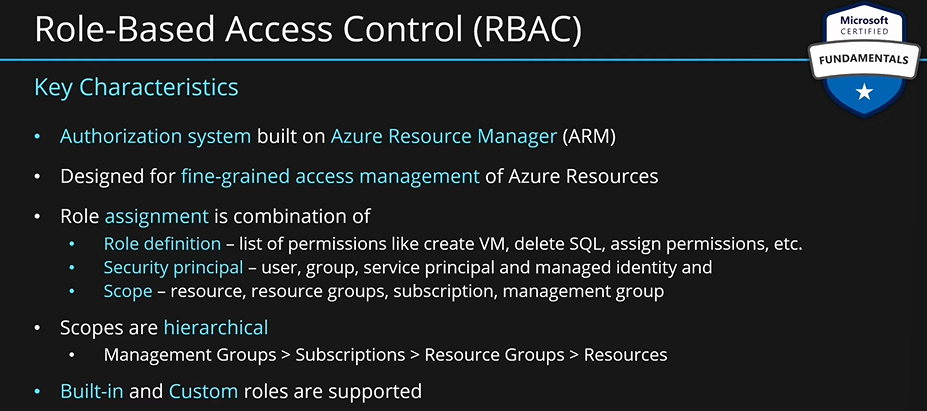 Role-Based Access Control (RBAC)
Microsoft
CERTIFIED
FUNDAMENTALS
Key Characteristics
• Authorization system built on Azure Resource Manager (ARM)
• Designed for fine-grained access management of Azure Resources
• Role assignment is combination of
• Role definition – list of permissions like create VM, delete SQL, assign permissions, etc.
• Security principal – user, group, service principal and managed identity and
• Scope – resource, resource groups, subscription, management group
• Scopes are hierarchical
• Management Groups > Subscriptions > Resource Groups > Resources
• Built-in and Custom roles are supported